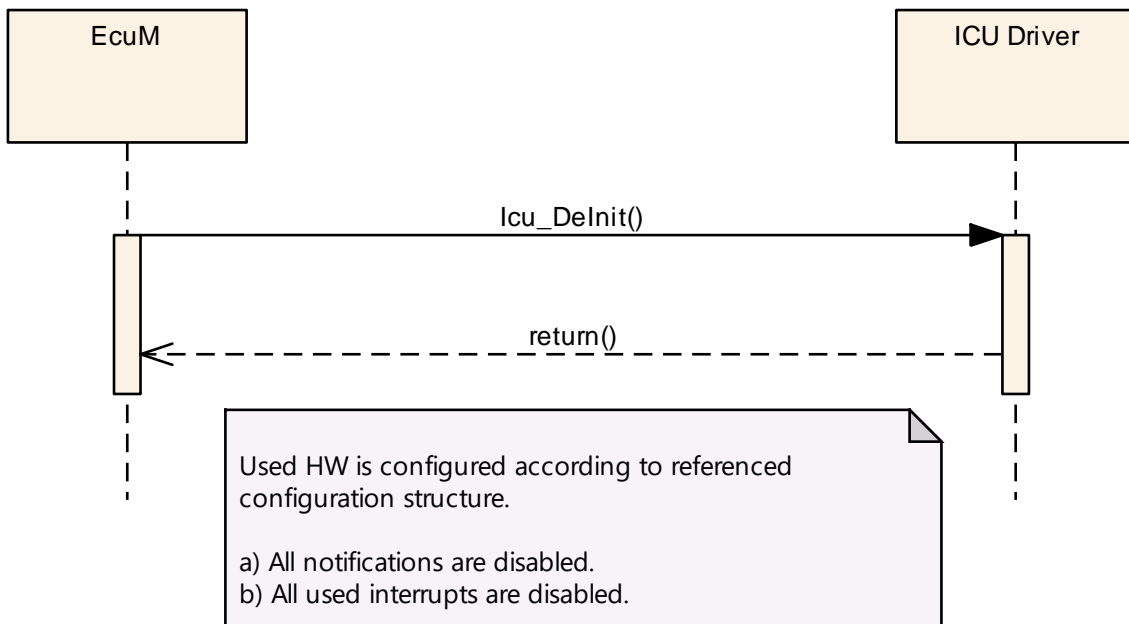 EcuM
ICU Driver
Icu_DeInit()
return()
Used HW is configured according to referenced
configuration structure.
a) All notifications are disabled.
b) All used interrupts are disabled.